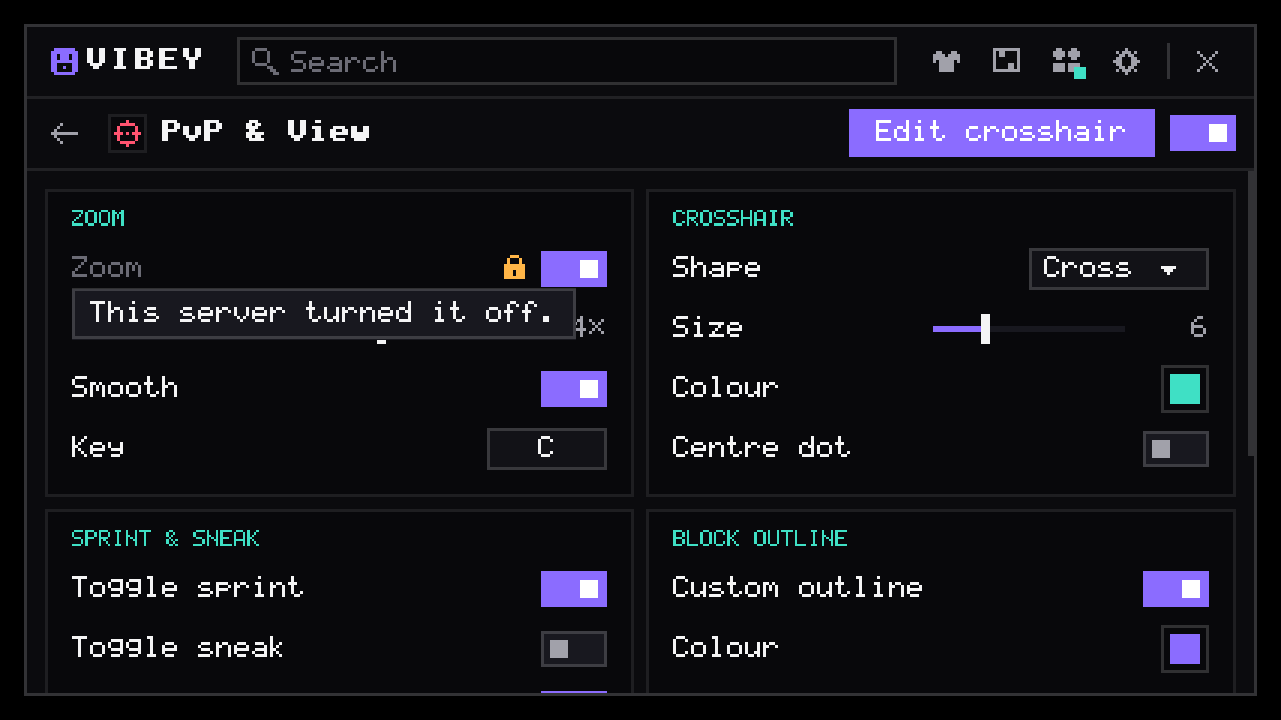 VIBEY
Search
PvP & View
Edit crosshair
ZOOM
Zoom
This server turned it off.
4x
Smooth
Key
C
CROSSHAIR
Shape
Cross
Size
6
Colour
Centre dot
SPRINT & SNEAK
Toggle sprint
Toggle sneak
BLOCK OUTLINE
Custom outline
Colour